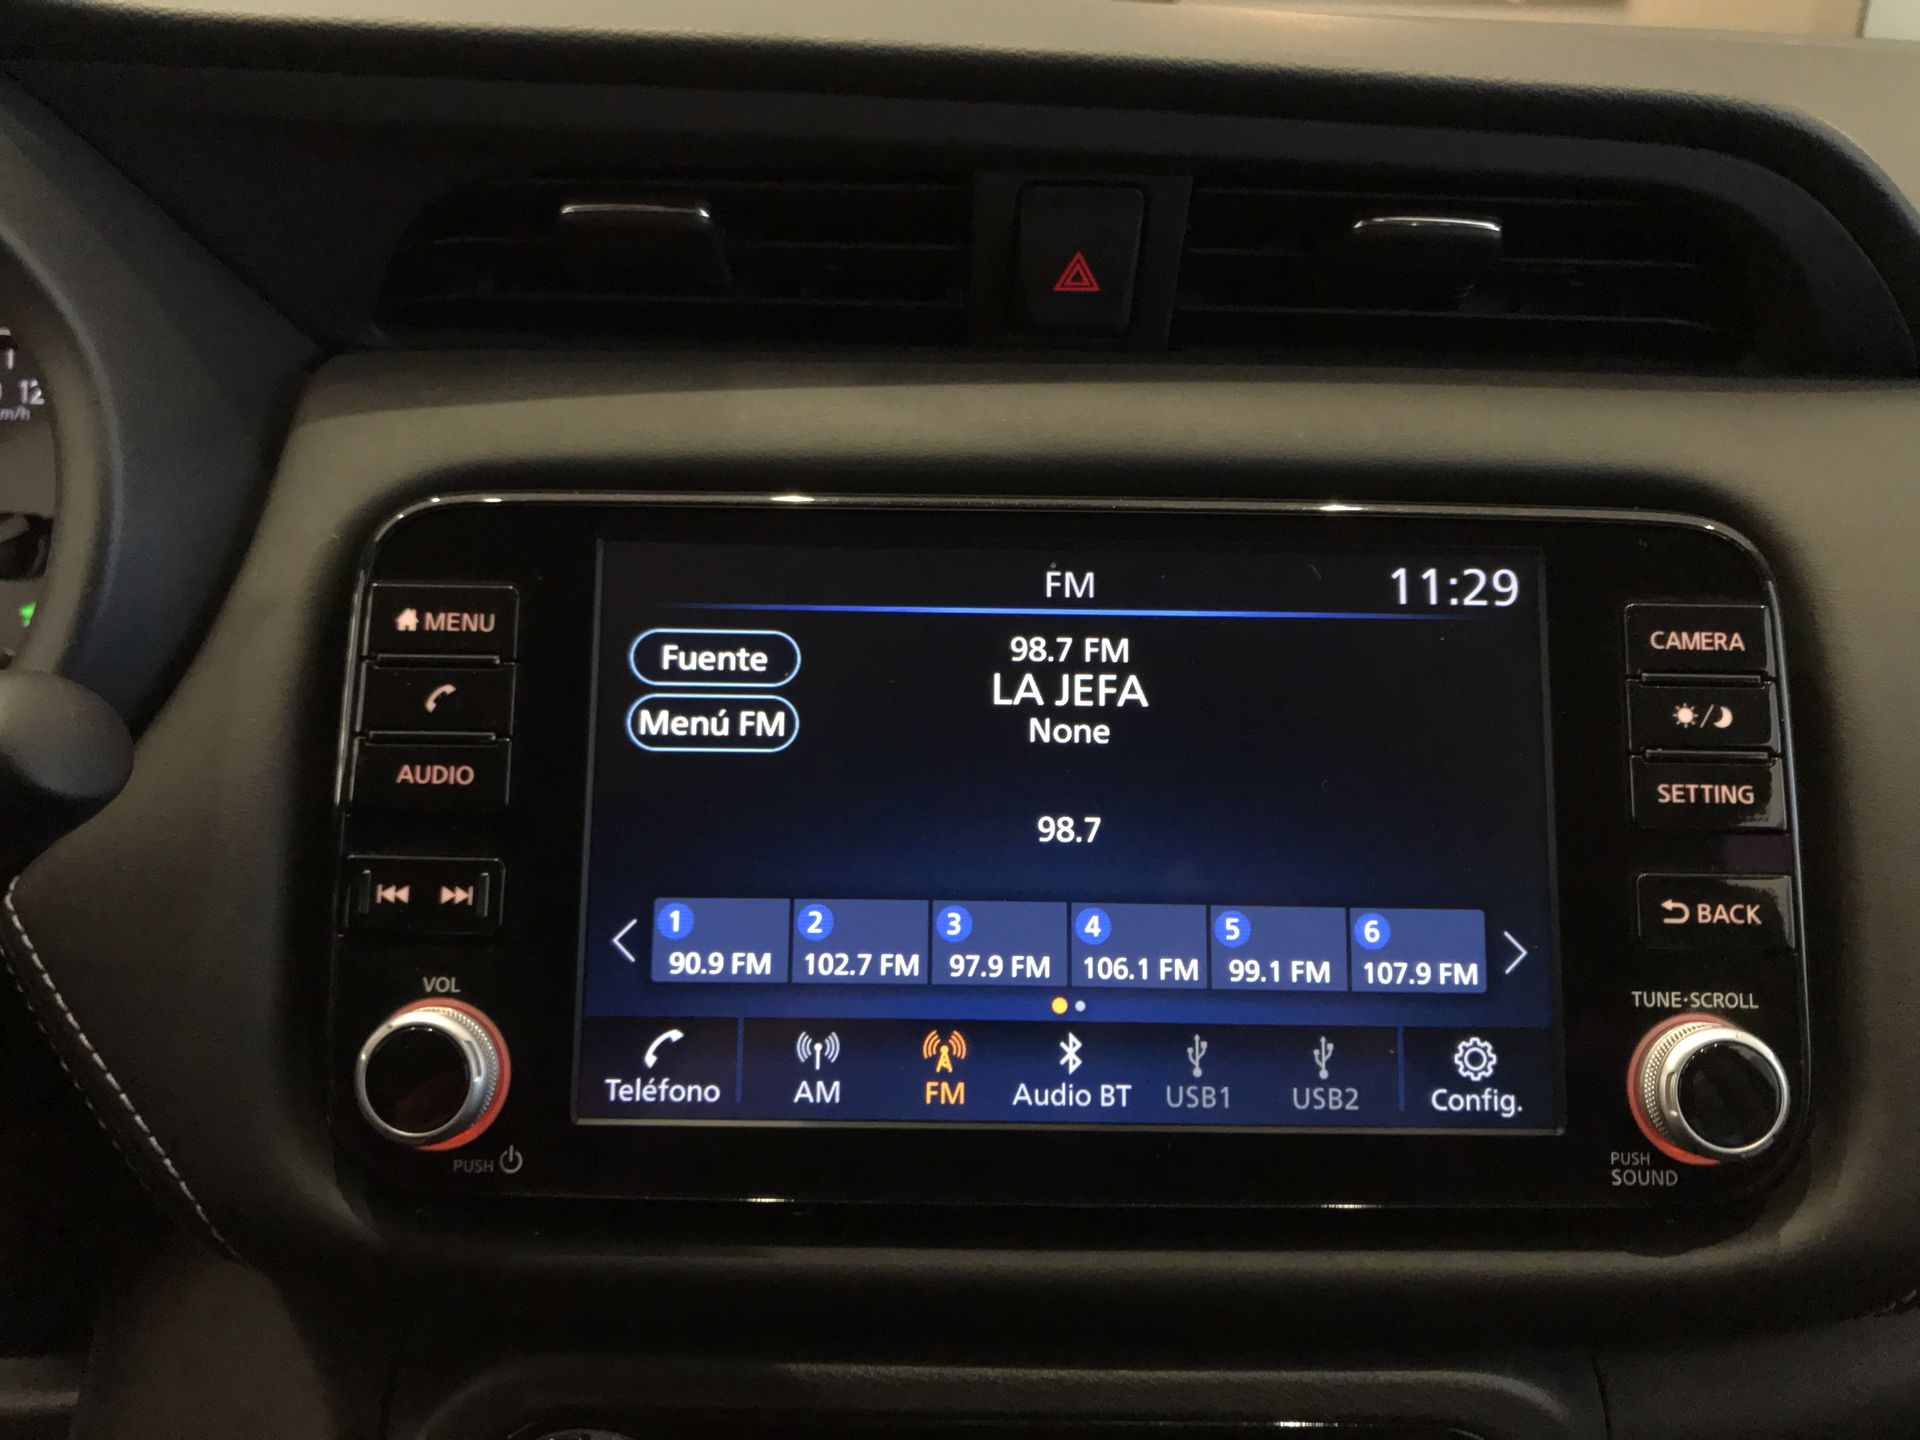 1
12
m/h
MENU
AUDIO
VOL
PUSH
FM
11:29
Fuente
Menú FM
98.7 FM
LA JEFA
None
98.7
1
90.9 FM
2
102.7 FM
3
97.9 FM
4
106.1 FM
5
99.1 FM
6
107.9 FM
Teléfono
AM
FM
Audio BT
USB1
USB2
Config.
CAMERA
SETTING
BACK
TUNE•SCROLL
PUSH
SOUND